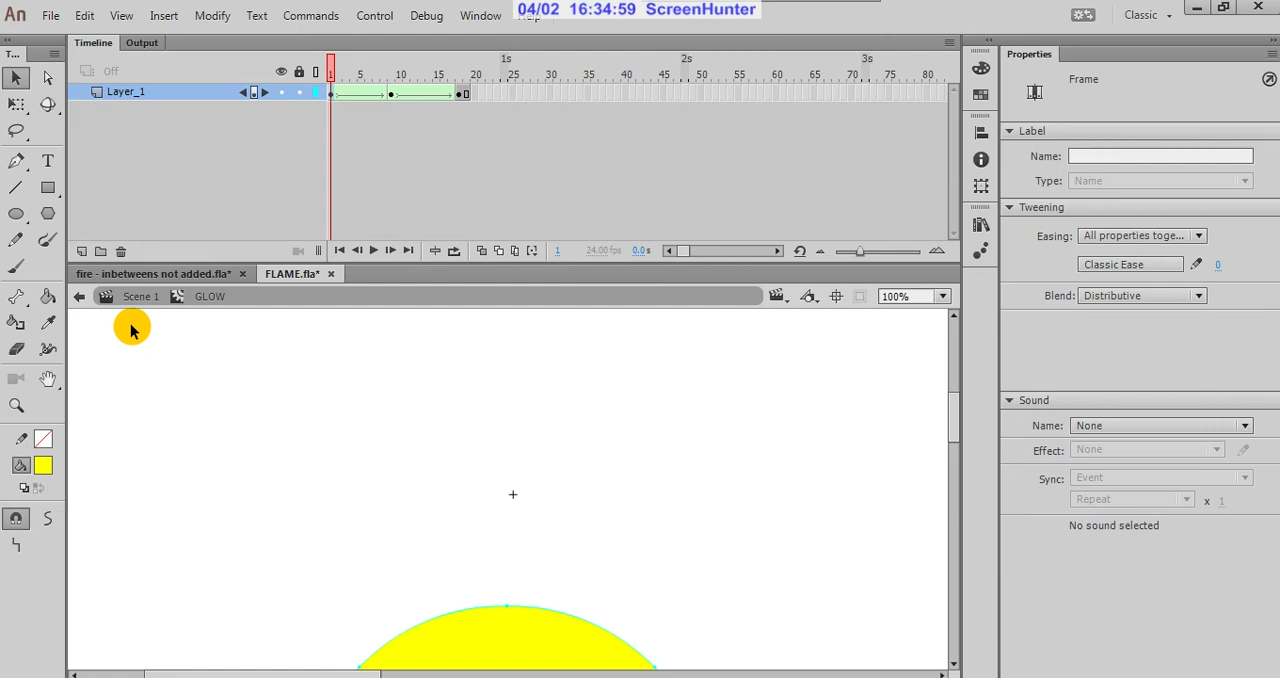 04/02 16:34:59 ScreenHunter
An File Edit View Insert Modify Text Commands Control Debug Window Help Classic
Timeline Output
T...
Properties
Off
1s 2s 3s
1 5 10 15 20 25 30 35 40 45 50 55 60 65 70 75 80
Frame
Layer_1
Label
Name:
Type: Name
Tweening
Easing: All properties toge...
Classic Ease 0
Blend: Distributive
1 24.00 fps 0.0 s
fire - inbetweens not added.fla* FLAME.fla*
Scene 1 GLOW 100%
Sound
Name: None
Effect: None
Sync: Event
Repeat x 1
No sound selected